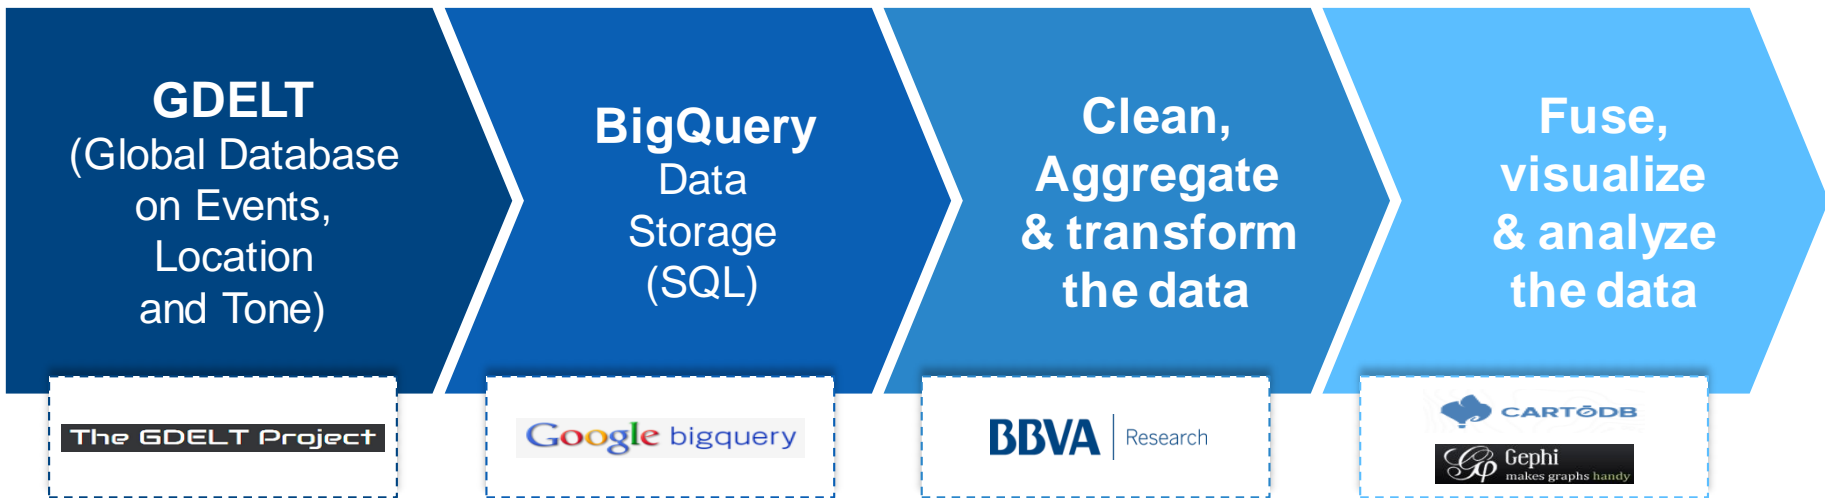 GDELT
(Global Database
on Events,
Location
and Tone)
BigQuery
Data
Storage
(SQL)
Clean,
Aggregate
& transform
the data
Fuse,
visualize
& analyze
the data
The GDELT Project
Google bigquery
BBVA Research
CARTODB
Gp Gephi
makes graphs handy